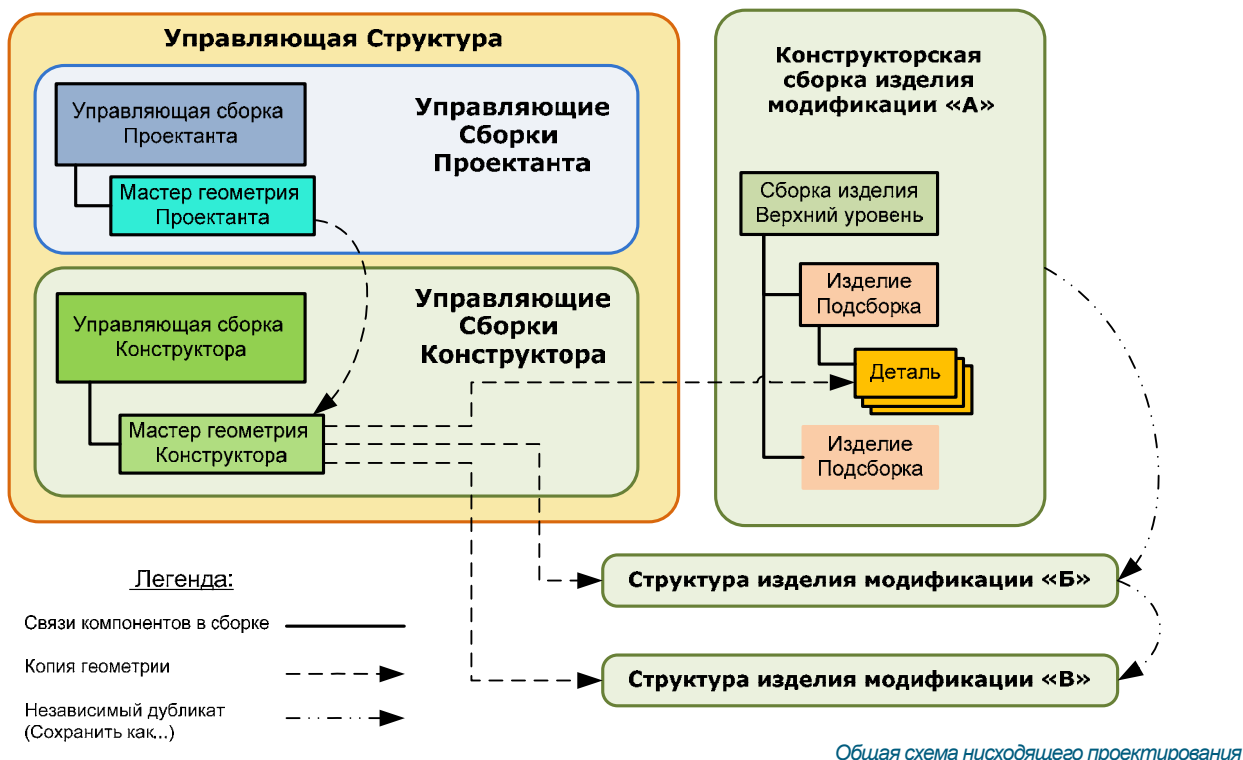 Управляющая Структура
Управляющая сборка
Проектанта
Управляющие
Сборки
Проектанта
Мастер геометрия
Проектанта
Управляющая сборка
Конструктора
Управляющие
Сборки
Конструктора
Мастер геометрия
Конструктора
Конструкторская
сборка изделия
модификации «А»
Сборка изделия
Верхний уровень
Изделие
Подсборка
Деталь
Изделие
Подсборка
Структура изделия модификации «Б»
Структура изделия модификации «В»
Легенда:
Связи компонентов в сборке
Копия геометрии
Независимый дубликат
(Сохранить как...)
Общая схема нисходящего проектирования